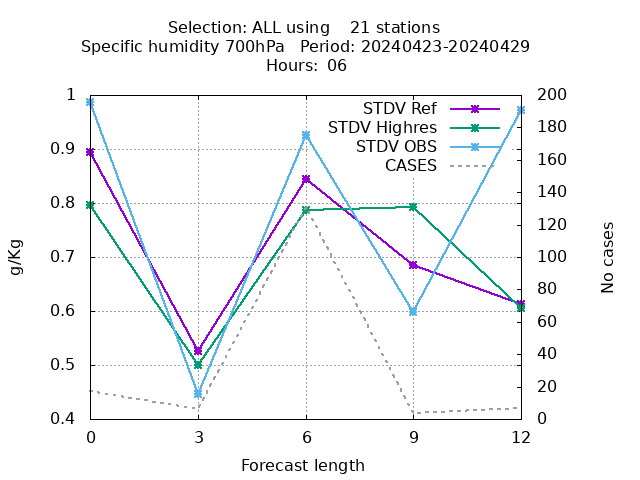 Selection: ALL using    21 stations
Specific humidity 700hPa   Period: 20240423-20240429
Hours: 06
STDV Ref
STDV Highres
STDV OBS
CASES
1
0.9
0.8
0.7
0.6
0.5
0.4
200
180
160
140
120
100
80
60
40
20
0
g/Kg
No cases
0 3 6 9 12
Forecast length